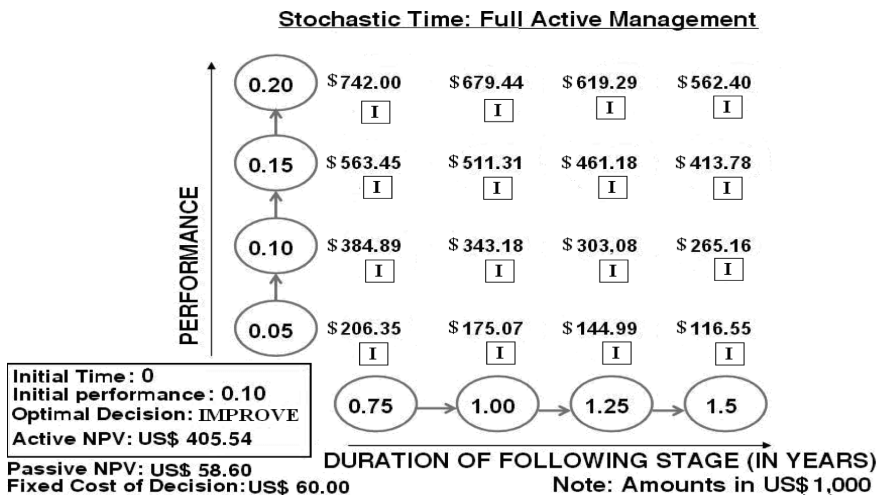 Stochastic Time: Full Active Management
0.20 $742.00 $679.44 $619.29 $562.40
I I I I
0.15 $563.45 $511.31 $461.18 $413.78
I I I I
0.10 $384.89 $343.18 $303,08 $265.16
I I I I
0.05 $206.35 $175.07 $144.99 $116.55
I I I I
PERFORMANCE
0.75 1.00 1.25 1.5
DURATION OF FOLLOWING STAGE (IN YEARS)
Note: Amounts in US$1,000
Initial Time: 0
Initial performance: 0.10
Optimal Decision: IMPROVE
Active NPV: US$ 405.54
Passive NPV: US$ 58.60
Fixed Cost of Decision:US$ 60.00